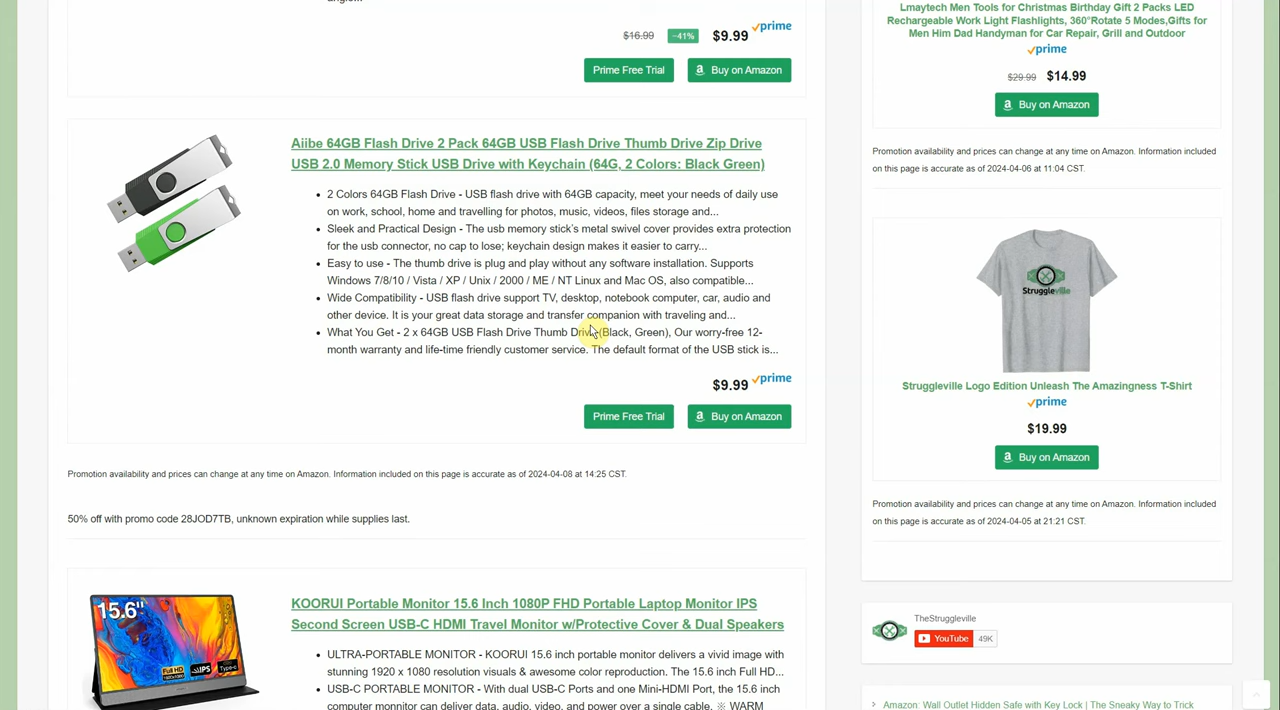 $16.99 -41% $9.99 prime
Prime Free Trial
Buy on Amazon
Aiibe 64GB Flash Drive 2 Pack 64GB USB Flash Drive Thumb Drive Zip Drive
USB 2.0 Memory Stick USB Drive with Keychain (64G, 2 Colors: Black Green)
• 2 Colors 64GB Flash Drive - USB flash drive with 64GB capacity, meet your needs of daily use
on work, school, home and travelling for photos, music, videos, files storage and...
• Sleek and Practical Design - The usb memory stick's metal swivel cover provides extra protection
for the usb connector, no cap to lose; keychain design makes it easier to carry...
• Easy to use - The thumb drive is plug and play without any software installation. Supports
Windows 7/8/10 / Vista / XP / Unix / 2000 / ME / NT Linux and Mac OS, also compatible...
• Wide Compatibility - USB flash drive support TV, desktop, notebook computer, car, audio and
other device. It is your great data storage and transfer companion with traveling and...
• What You Get - 2 x 64GB USB Flash Drive Thumb Drive(Black, Green), Our worry-free 12-
month warranty and life-time friendly customer service. The default format of the USB stick is...
$9.99 prime
Prime Free Trial
Buy on Amazon
Promotion availability and prices can change at any time on Amazon. Information included on this page is accurate as of 2024-04-08 at 14:25 CST.
50% off with promo code 28JOD7TB, unknown expiration while supplies last.
15.6"
FULL HD
IPS
Type-c
KOORUI Portable Monitor 15.6 Inch 1080P FHD Portable Laptop Monitor IPS
Second Screen USB-C HDMI Travel Monitor w/Protective Cover & Dual Speakers
• ULTRA-PORTABLE MONITOR - KOORUI 15.6 inch portable monitor delivers a vivid image with
stunning 1920 x 1080 resolution visuals & awesome color reproduction. The 15.6 inch Full HD...
• USB-C PORTABLE MONITOR - With dual USB-C Ports and one Mini-HDMI Port, the 15.6 inch
computer monnitor can deliver data, audio, video, and power over a single cable. ※ WARM
Lmaytech Men Tools for Christmas Birthday Gift 2 Packs LED
Rechargeable Work Light Flashlights, 360°Rotate 5 Modes,Gifts for
Men Him Dad Handyman for Car Repair, Grill and Outdoor
prime
$29.99 $14.99
Buy on Amazon
Promotion availability and prices can change at any time on Amazon. Information included
on this page is accurate as of 2024-04-06 at 11:04 CST.
Struggleville
Struggleville Logo Edition Unleash The Amazingness T-Shirt
prime
$19.99
Buy on Amazon
Promotion availability and prices can change at any time on Amazon. Information included
on this page is accurate as of 2024-04-05 at 21:21 CST.
TheStruggleville
YouTube 49K
Amazon: Wall Outlet Hidden Safe with Key Lock | The Sneaky Way to Trick